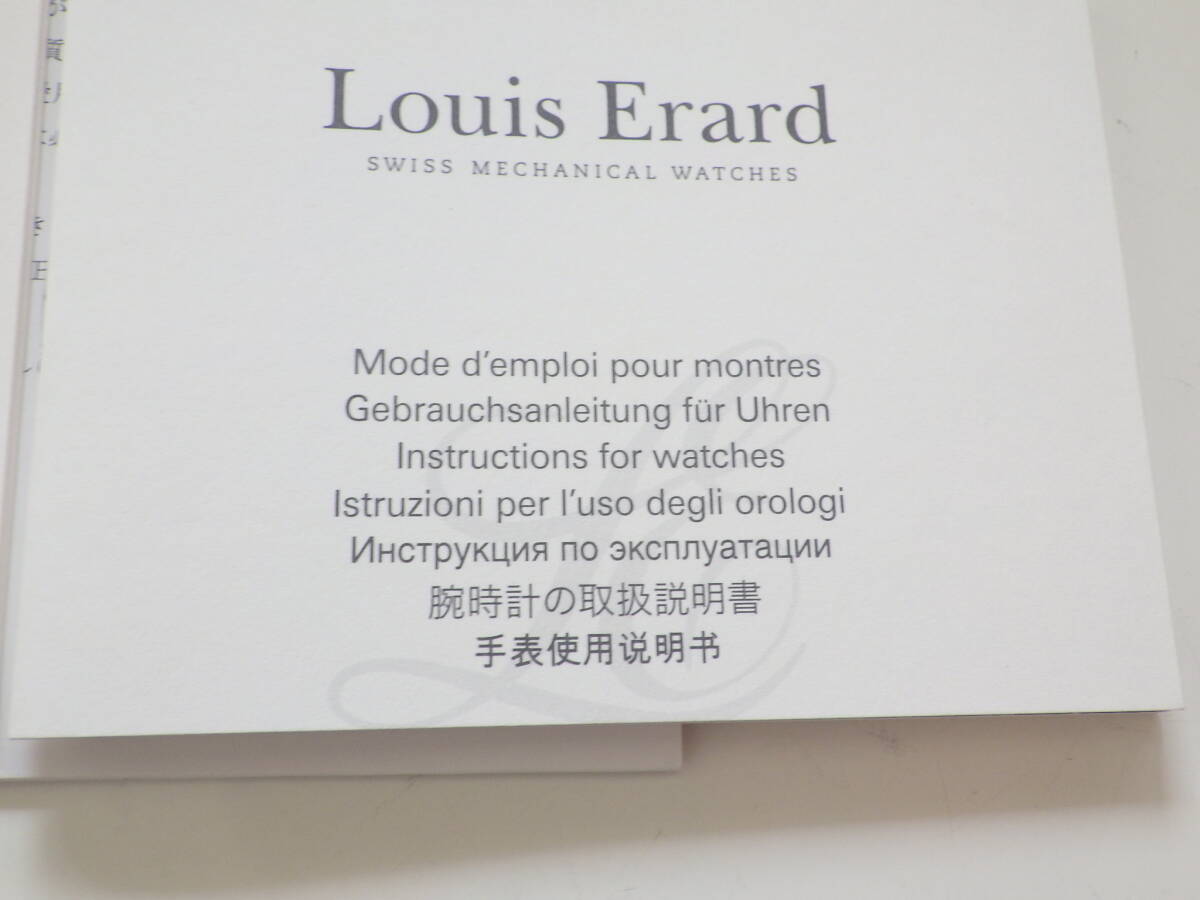 Louis Erard
SWISS MECHANICAL WATCHES
Mode d'emploi pour montres
Gebrauchsanleitung für Uhren
Instructions for watches
Istruzioni per l'uso degli orologi
Инструкция по эксплуатации
腕時計の取扱説明書
手表使用说明书